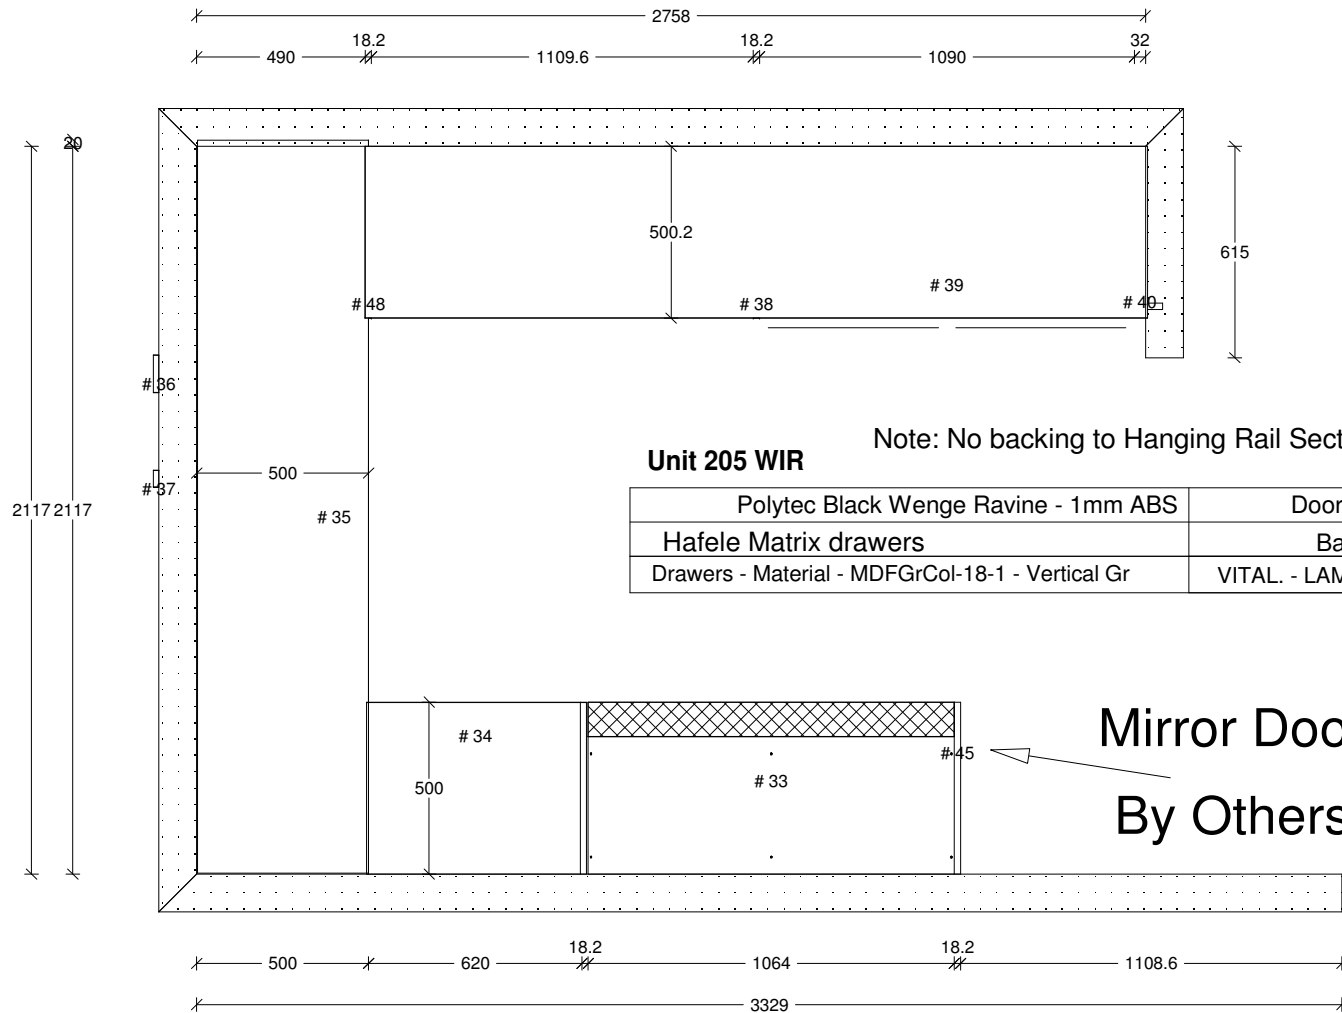 2758
18.2 18.2 32
490 1109.6 1090
20
500.2
615
# 39
# 48 # 38 # 40
# 36
Note: No backing to Hanging Rail Sect
Unit 205 WIR
500
# 37
2117 2117
# 35
Polytec Black Wenge Ravine - 1mm ABS Door
Hafele Matrix drawers Ba
Drawers - Material - MDFGrCol-18-1 - Vertical Gr VITAL. - LAM
Mirror Doo
# 34
# 45
# 33
500
By Others
18.2 18.2
500 620 1064 1108.6
3329